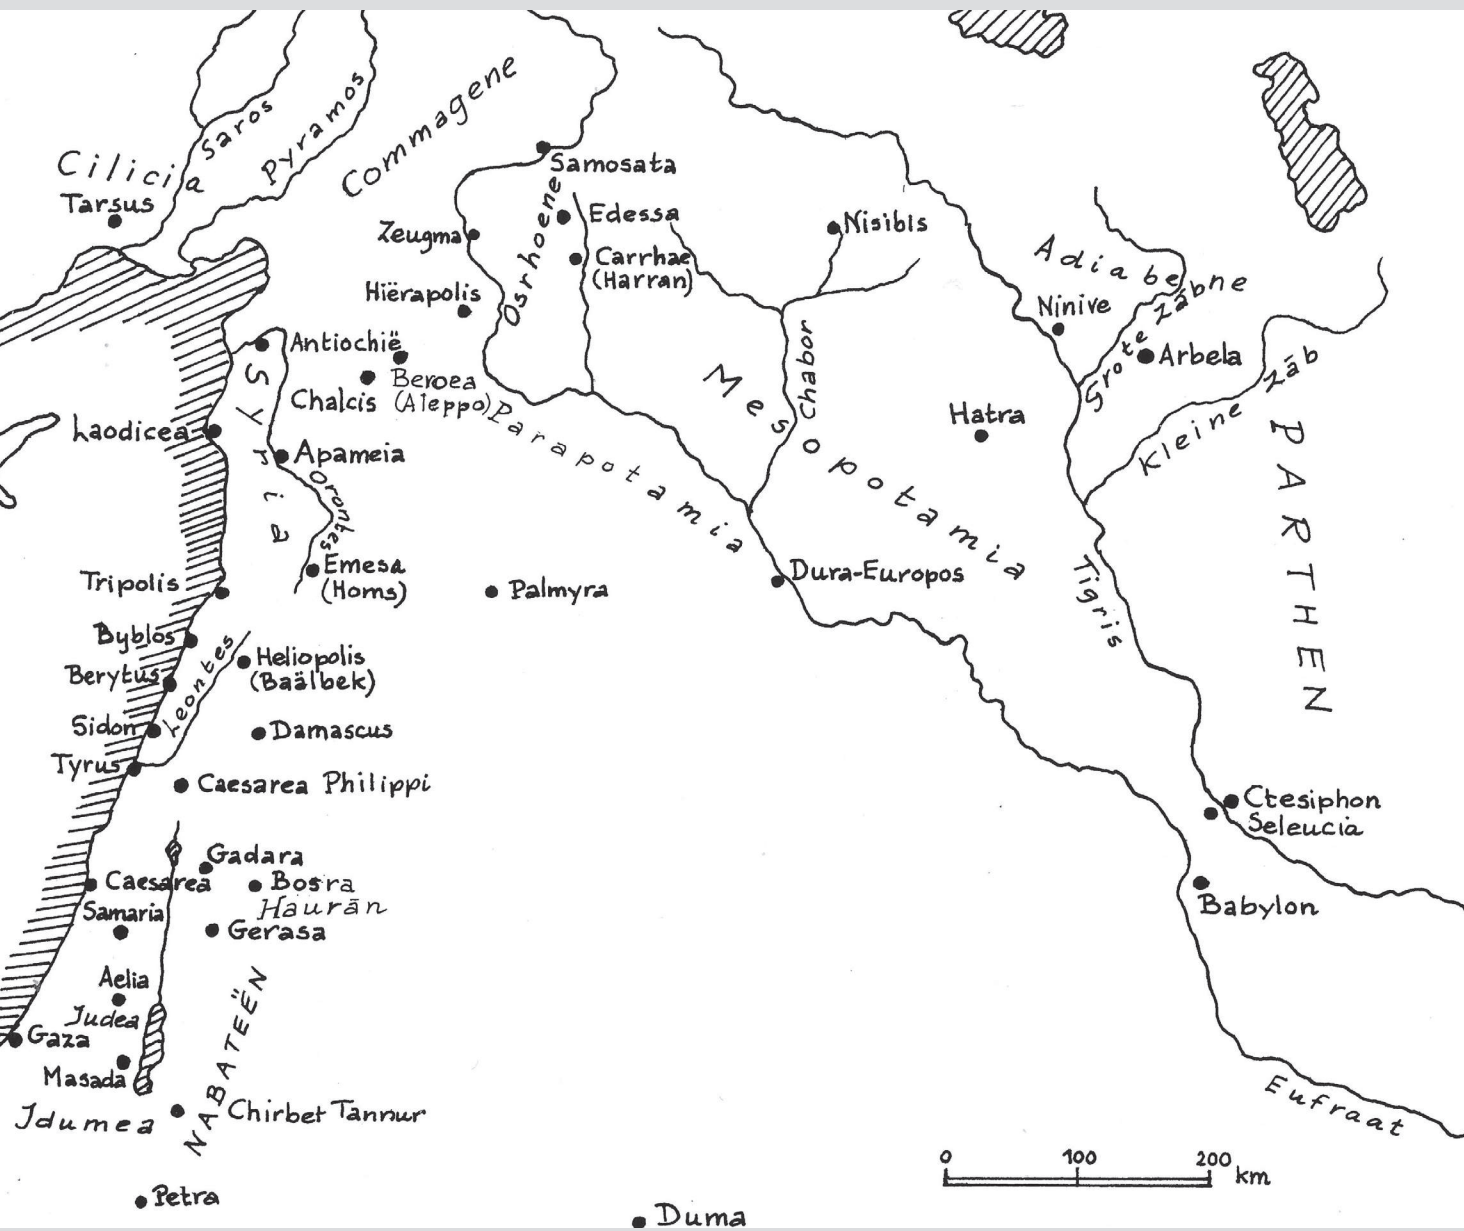 Saros
Pyramos
Commagene
Cilicia
Tarsus
Samosata
Osrhoene
Edessa
Nisibis
Zeugma
Carrhae
(Harran)
Adiabene
Hiërapolis
Ninive
Grote Zāb
Antiochië
Arbela
Syria
Beroea
(Aleppo)
Chalcis
Chabor
Kleine Zāb
Mesopotamia
Hatra
PARTHEN
Laodicea
Parapotamia
Apameia
Orontes
Emesa
(Homs)
Dura-Europos
Tigris
Tripolis
Palmyra
Byblos
Berytus
Leontes
Heliopolis
(Baälbek)
Sidon
Damascus
Tyrus
Caesarea Philippi
Ctesiphon
Seleucia
Gadara
Caesarea
Bosra
Haurān
Babylon
Samaria
Gerasa
Aelia
Judea
NABATEËN
Gaza
Masada
Idumea
Chirbet Tannur
Eufraat
0 100 200 km
Petra
Duma